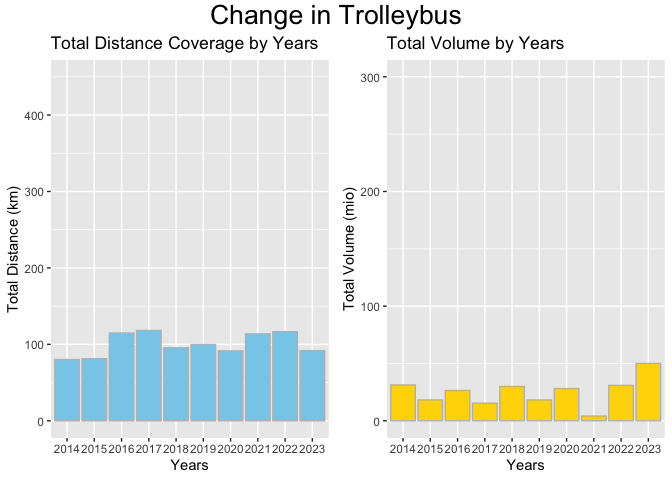 Change in Trolleybus
Total Distance Coverage by Years
Total Distance (km)
400
300
200
100
0
2014 2015 2016 2017 2018 2019 2020 2021 2022 2023
Years
Total Volume by Years
Total Volume (mio)
300
200
100
0
2014 2015 2016 2017 2018 2019 2020 2021 2022 2023
Years